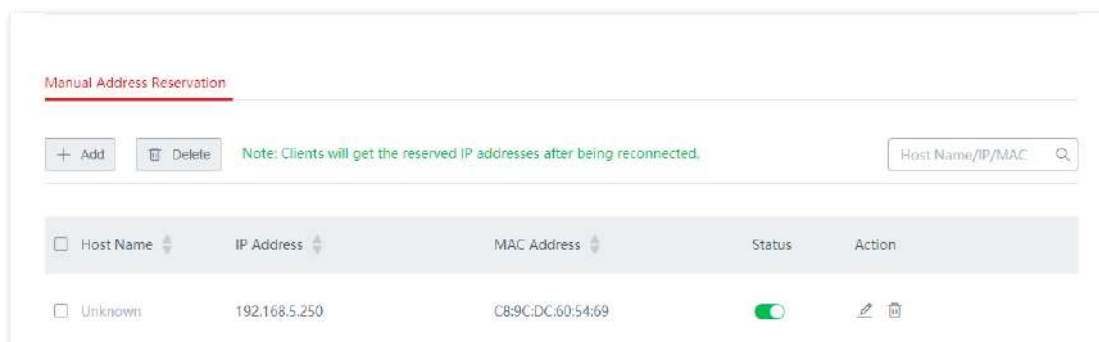 Manual Address Reservation
+ Add Delete Note: Clients will get the reserved IP addresses after being reconnected. Host Name/IP/MAC
Host Name IP Address MAC Address Status Action
Unknown 192.168.5.250 C8:9C:DC:60:54:69